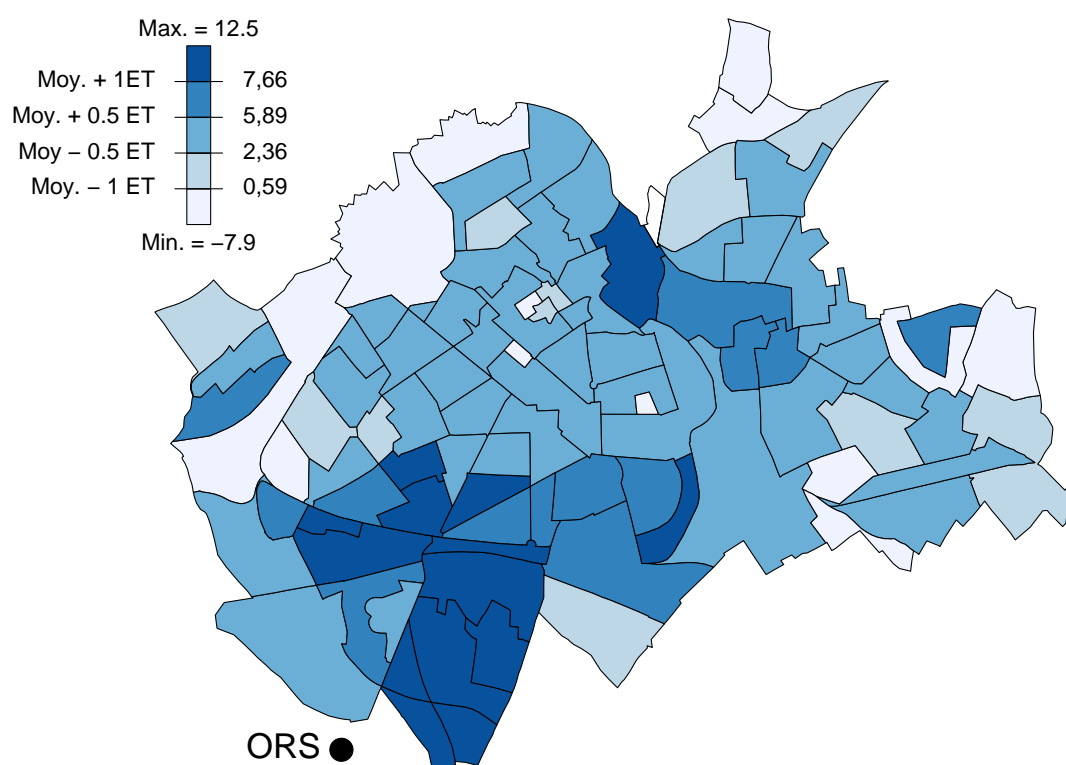 Max. = 12.5
Moy. + 1ET 7,66
Moy. + 0.5 ET 5,89
Moy − 0.5 ET 2,36
Moy. − 1 ET 0,59
Min. = −7.9
ORS